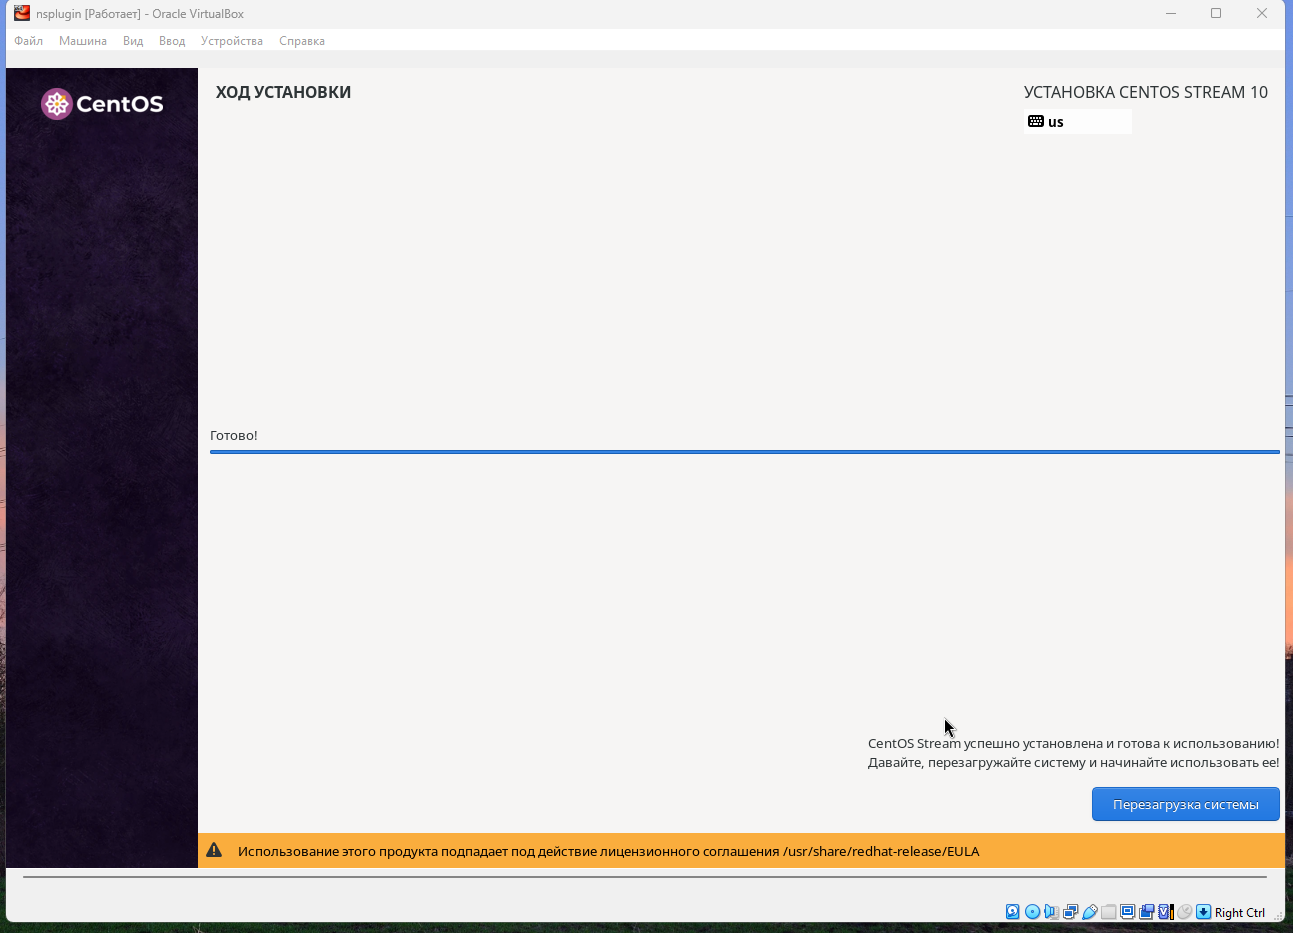 nsplugin [Работает] - Oracle VirtualBox
Файл Машина Вид Ввод Устройства Справка
CentOS
ХОД УСТАНОВКИ
УСТАНОВКА CENTOS STREAM 10
us
Готово!
CentOS Stream успешно установлена и готова к использованию!
Давайте, перезагружайте систему и начинайте использовать ее!
Перезагрузка системы
Использование этого продукта подпадает под действие лицензионного соглашения /usr/share/redhat-release/EULA
Right Ctrl